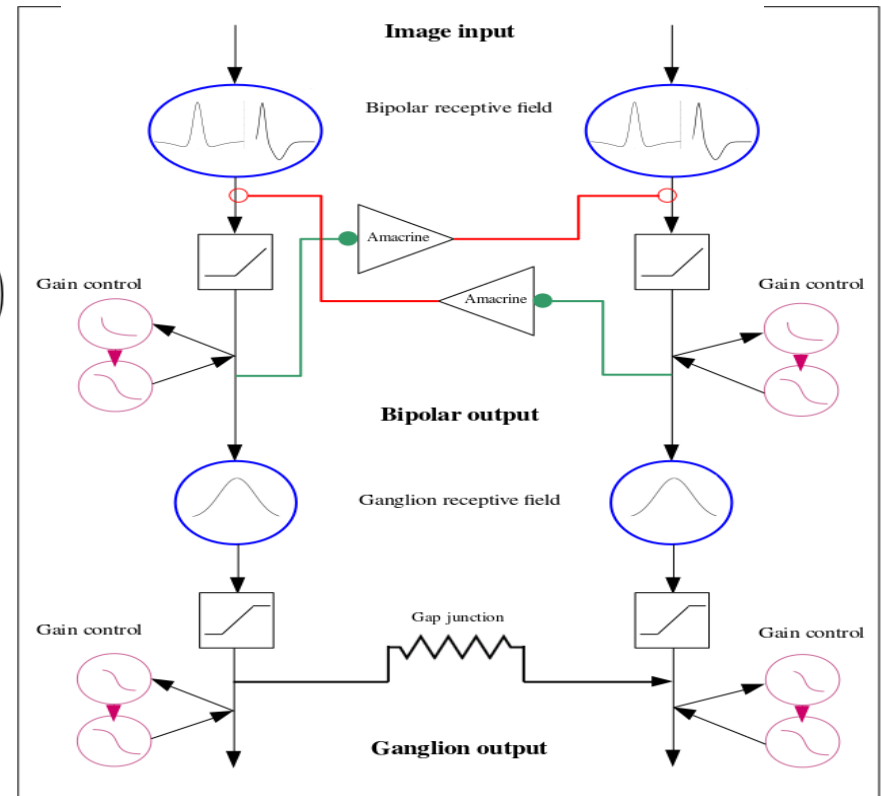 Image input
Bipolar receptive field
Amacrine
Gain control
Gain control
Amacrine
Bipolar output
Ganglion receptive field
Gap junction
Gain control
Gain control
Ganglion output